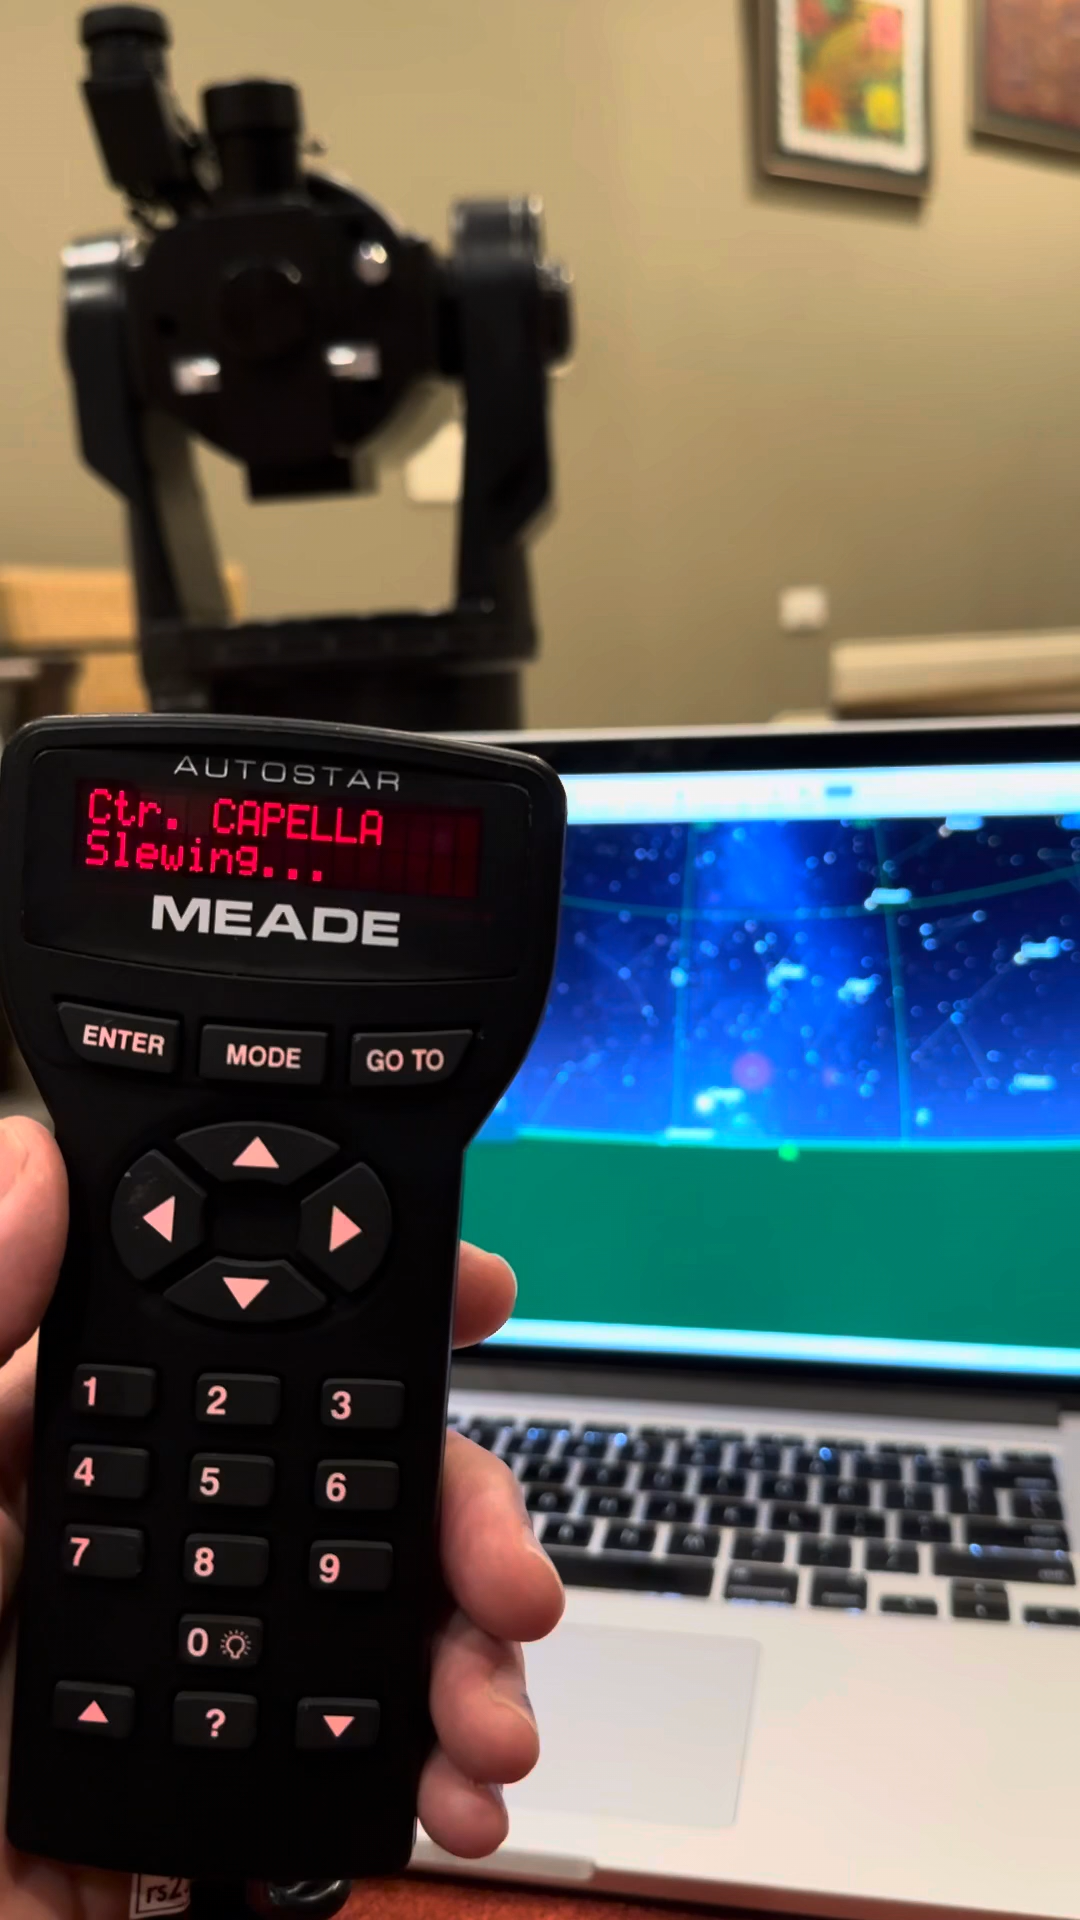 AUTOSTAR
Ctr. CAPELLA
Slewing...
MEADE
ENTER MODE GO TO
1 2 3
4 5 6
7 8 9
0
?